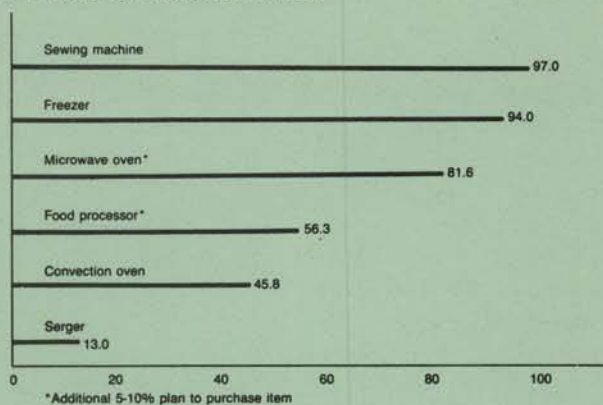 Sewing machine
97.0
Freezer
94.0
Microwave oven*
81.6
Food processor*
56.3
Convection oven
45.8
Serger
13.0
0 20 40 60 80 100
*Additional 5-10% plan to purchase item